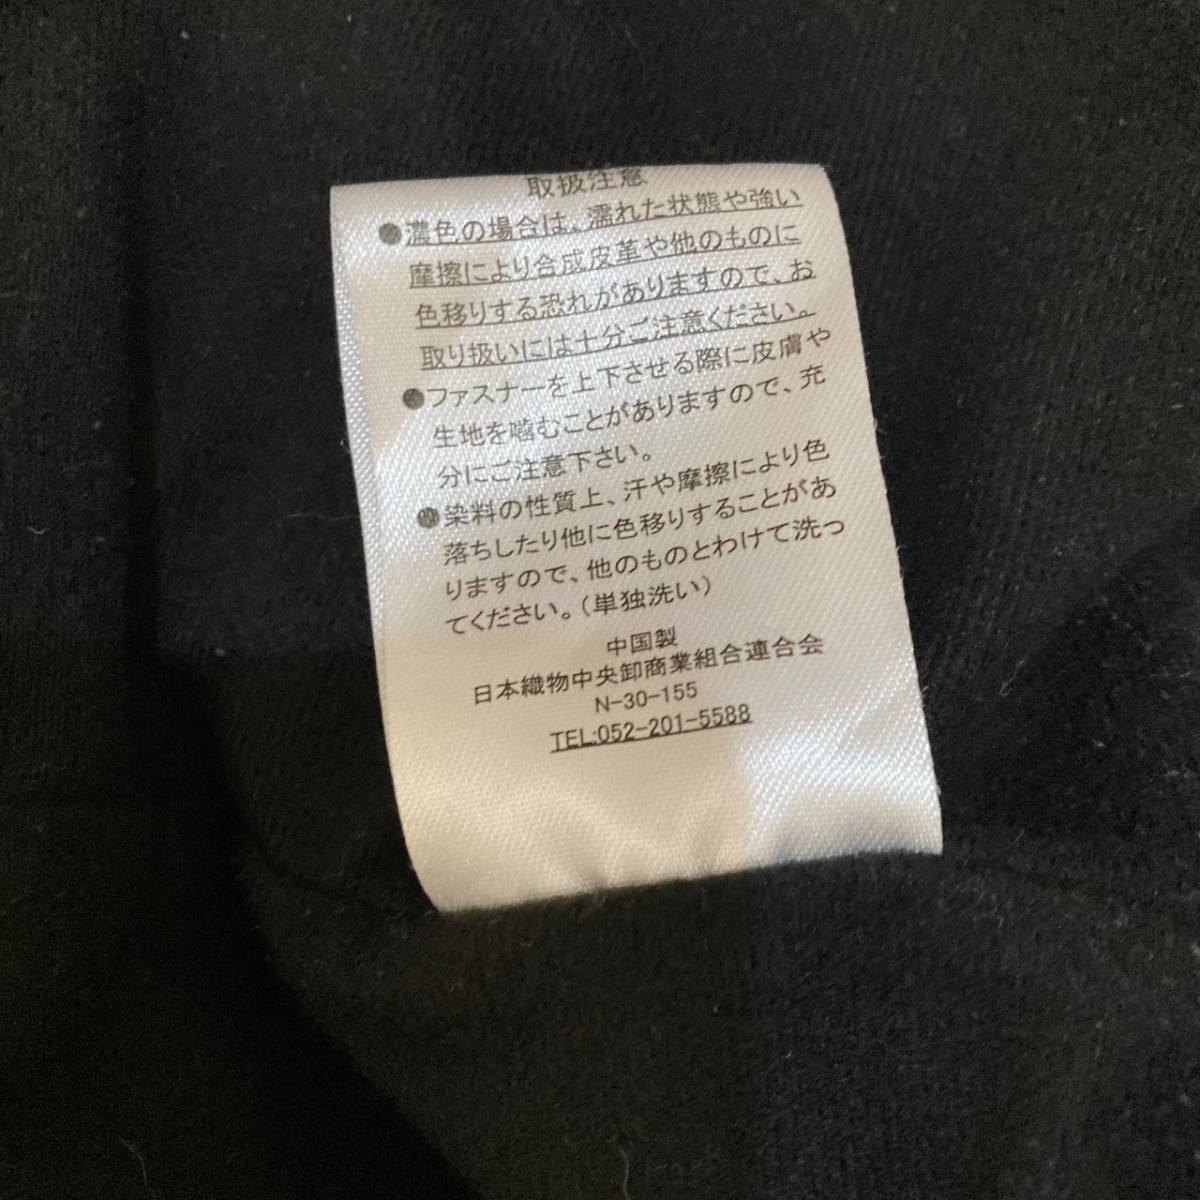 取扱注意
●濃色の場合は、濡れた状態や強い
摩擦により合成皮革や他のものに
色移りする恐れがありますので、お
取り扱いには十分ご注意ください。
●ファスナーを上下させる際に皮膚や
生地を噛むことがありますので、充
分にご注意下さい。
●染料の性質上、汗や摩擦により色
落ちしたり他に色移りすることがあ
りますので、他のものとわけて洗っ
てください。(単独洗い)
中国製
日本織物中央卸商業組合連合会
N-30-155
TEL:052-201-5588